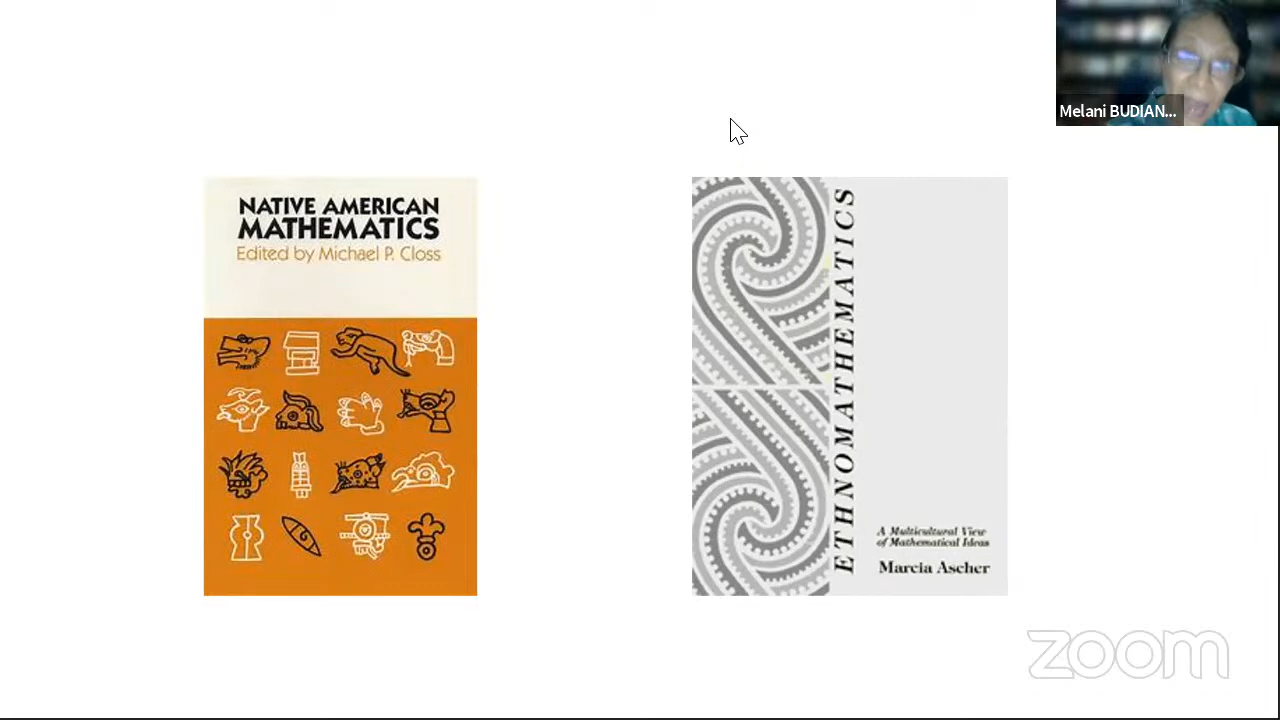 Melani BUDIAN...
NATIVE AMERICAN
MATHEMATICS
Edited by Michael P. Closs
ETHNOMATHEMATICS
A Multicultural View
of Mathematical Ideas
Marcia Ascher
zoom